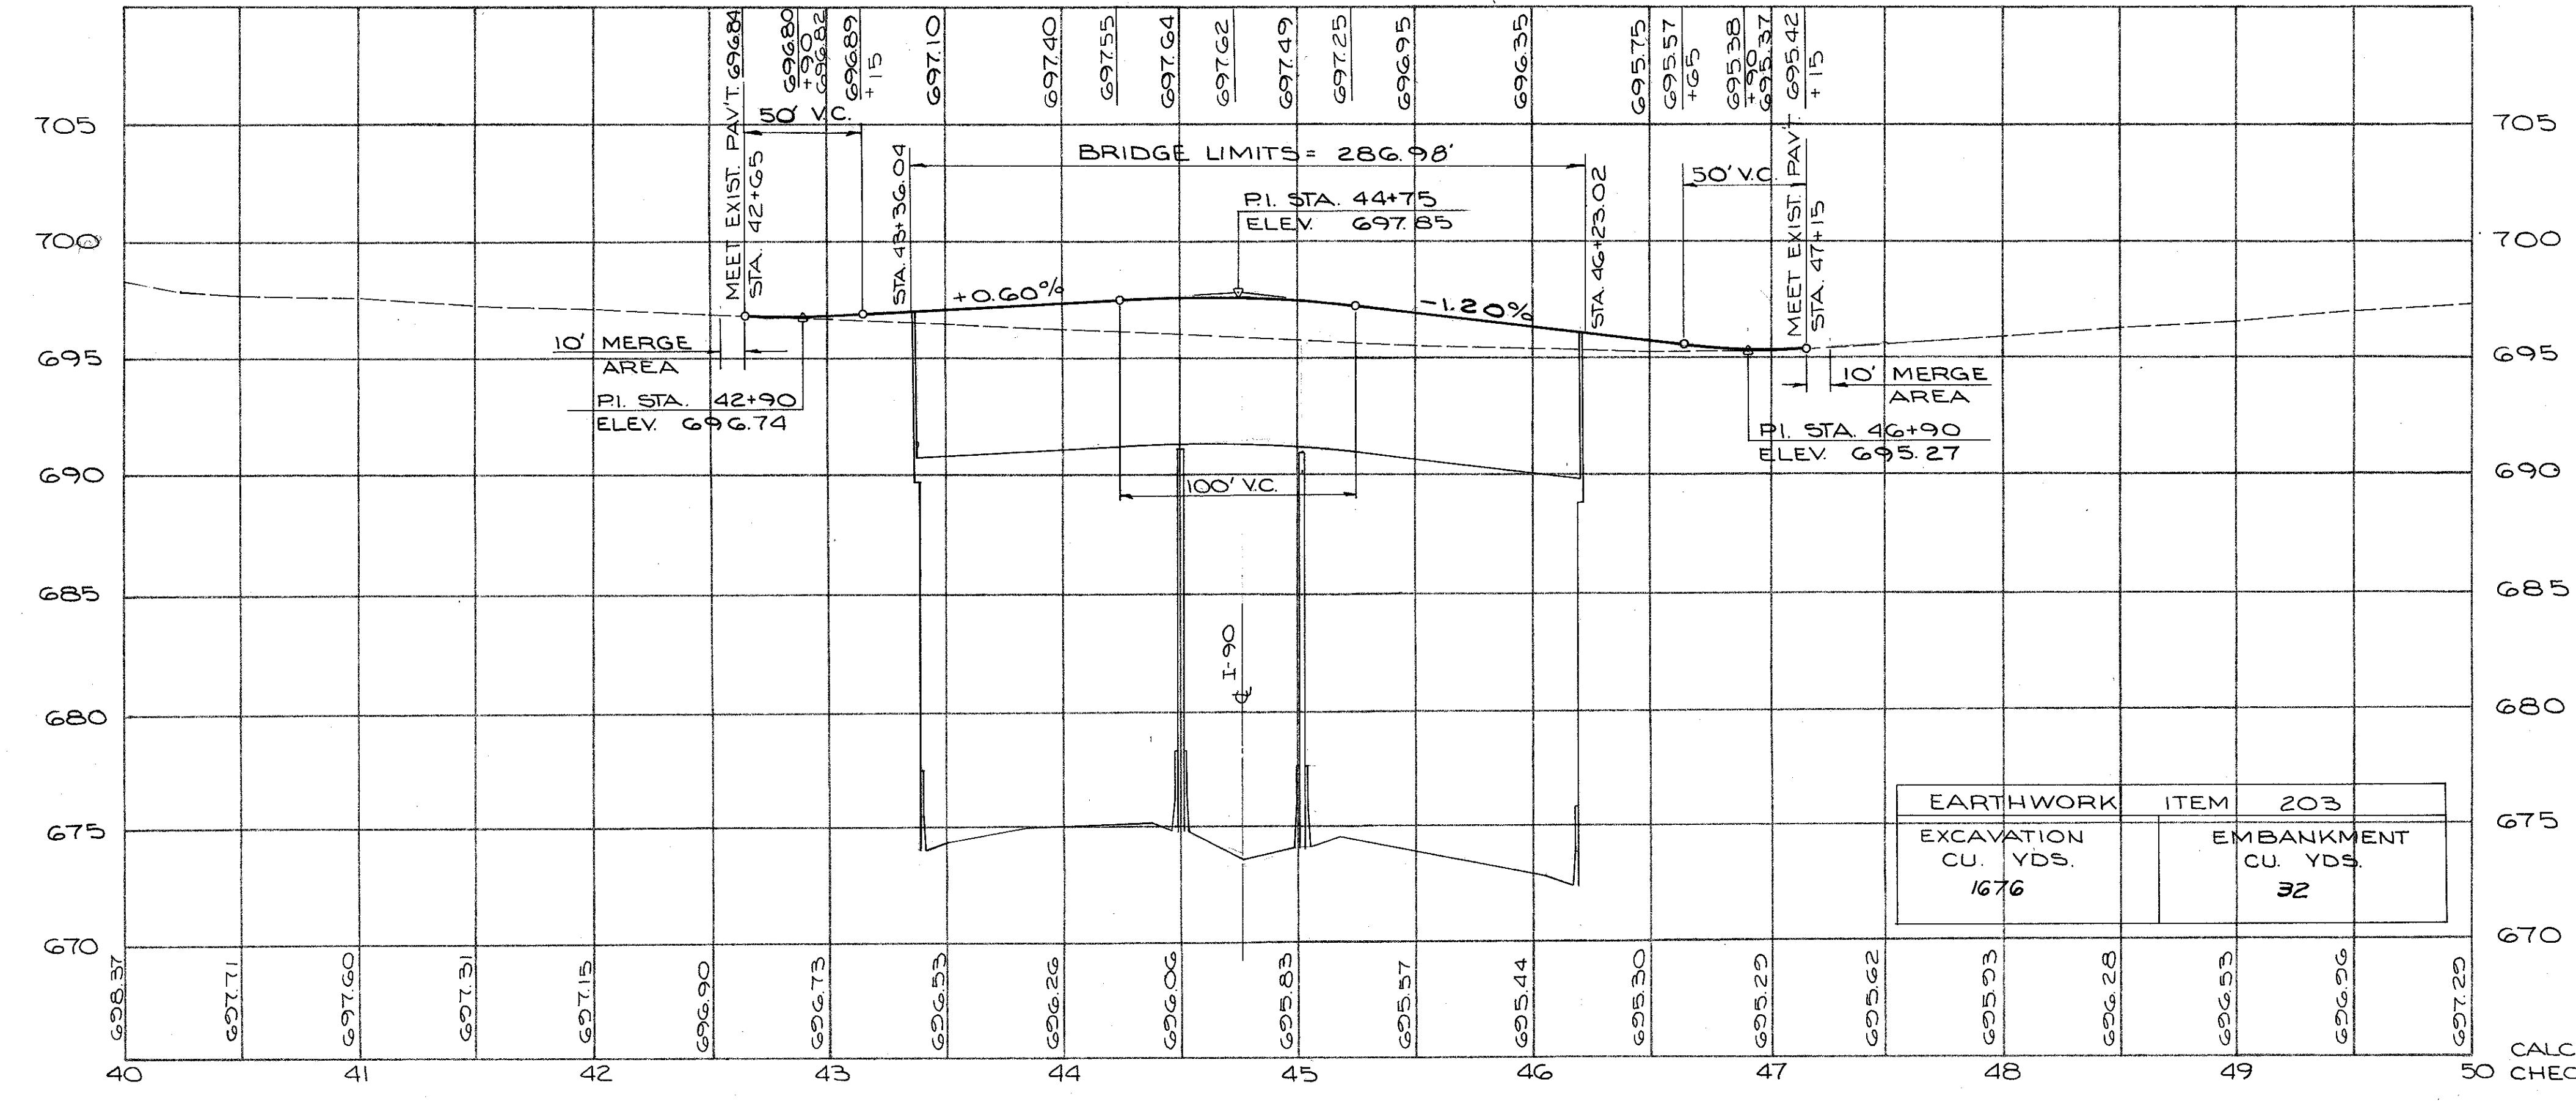 696.84
696.80
+90
696.82
696.89
+15
697.10
697.40
697.55
697.64
697.62
697.49
697.25
696.95
696.35
695.75
695.57
+65
695.38
+90
695.37
695.42
+15
MEET EXIST. PAV'T.
STA. 42+65
50' V.C.
STA. 43+36.04
BRIDGE LIMITS = 286.98'
P.I. STA. 44+75
ELEV. 697.85
STA. 46+23.02
50' V.C.
MEET EXIST. PAV'T.
STA. 47+15
705
705
700
700
695
695
690
690
685
685
680
680
675
675
670
670
+0.60%
-1.20%
10' MERGE
AREA
P.I. STA. 42+90
ELEV. 696.74
10' MERGE
AREA
P.I. STA. 46+90
ELEV. 695.27
100' V.C.
℄ I-90
EARTHWORK ITEM 203
EXCAVATION
CU. YDS.
1676
EMBANKMENT
CU. YDS.
32
698.37
697.71
697.60
697.31
697.15
696.90
696.73
696.53
696.26
696.06
695.83
695.57
695.44
695.30
695.29
695.62
695.93
696.28
696.53
696.96
697.29
40 41 42 43 44 45 46 47 48 49 50
CALC
CHEC